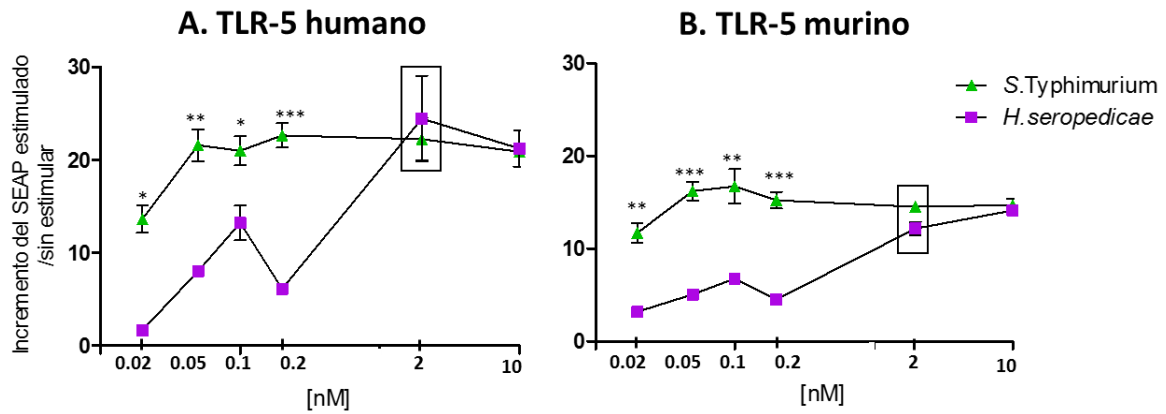 A. TLR-5 humano
Incremento del SEAP estimulado
/sin estimular
30
20
10
0
*
**
*
***
0.02 0.05 0.1 0.2 2 10
[nM]
B. TLR-5 murino
30
20
10
0
**
***
**
***
0.02 0.05 0.1 0.2 2 10
[nM]
S.Typhimurium
H.seropedicae